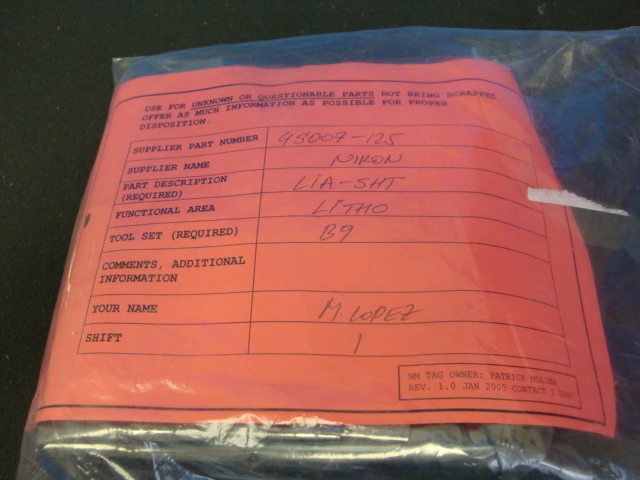 USE FOR UNKNOWN OR QUESTIONABLE PARTS NOT BEING SCRAPPED
OFFER AS MUCH INFORMATION AS POSSIBLE FOR PROPER
DISPOSITION.
SUPPLIER PART NUMBER 45007-125
SUPPLIER NAME NIKON
PART DESCRIPTION (REQUIRED) LIA-SHT
FUNCTIONAL AREA LITHO
TOOL SET (REQUIRED) B9
COMMENTS, ADDITIONAL
INFORMATION
YOUR NAME M. LOPEZ
SHIFT 1
NM TAG OWNER: PATRICK MOLINA
REV. 1.0 JAN 2005 CONTACT